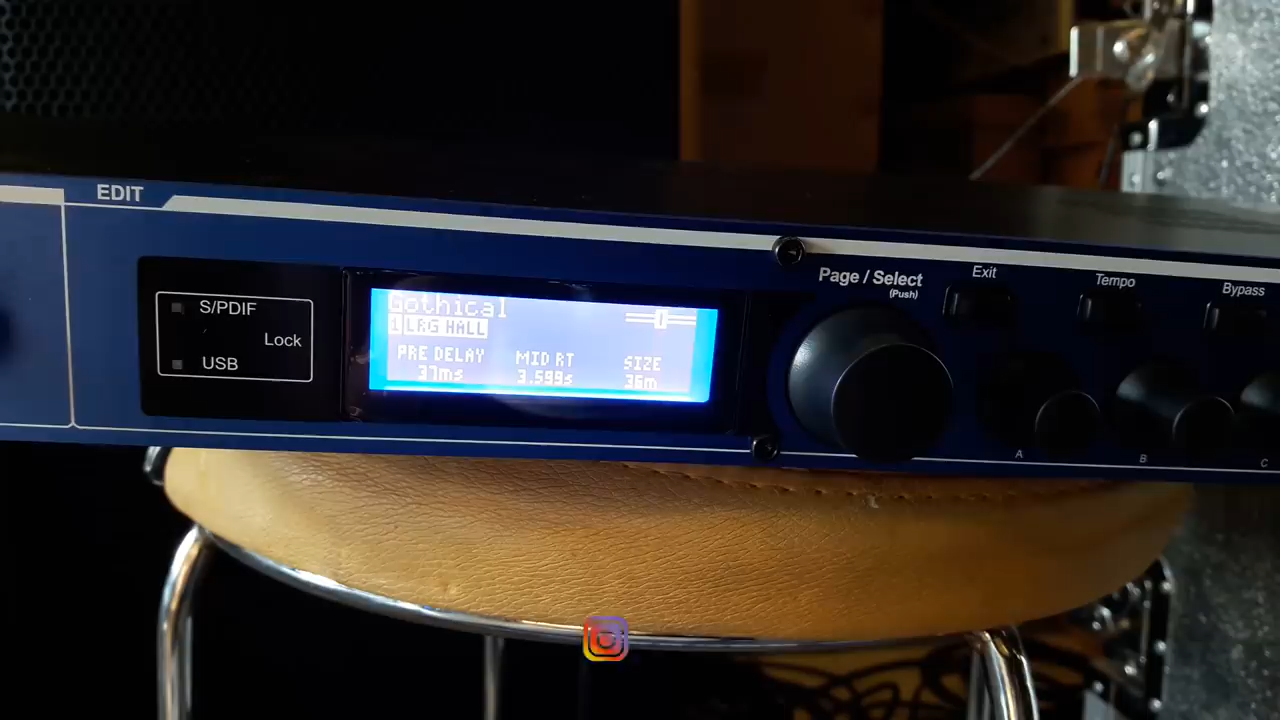 EDIT
S/PDIF
Lock
USB
Gothical
1 LRG HALL
PRE DELAY MID RT SIZE
37ms 3.599s 36m
Page / Select
(Push)
Exit
Tempo
Bypass
A
B
C